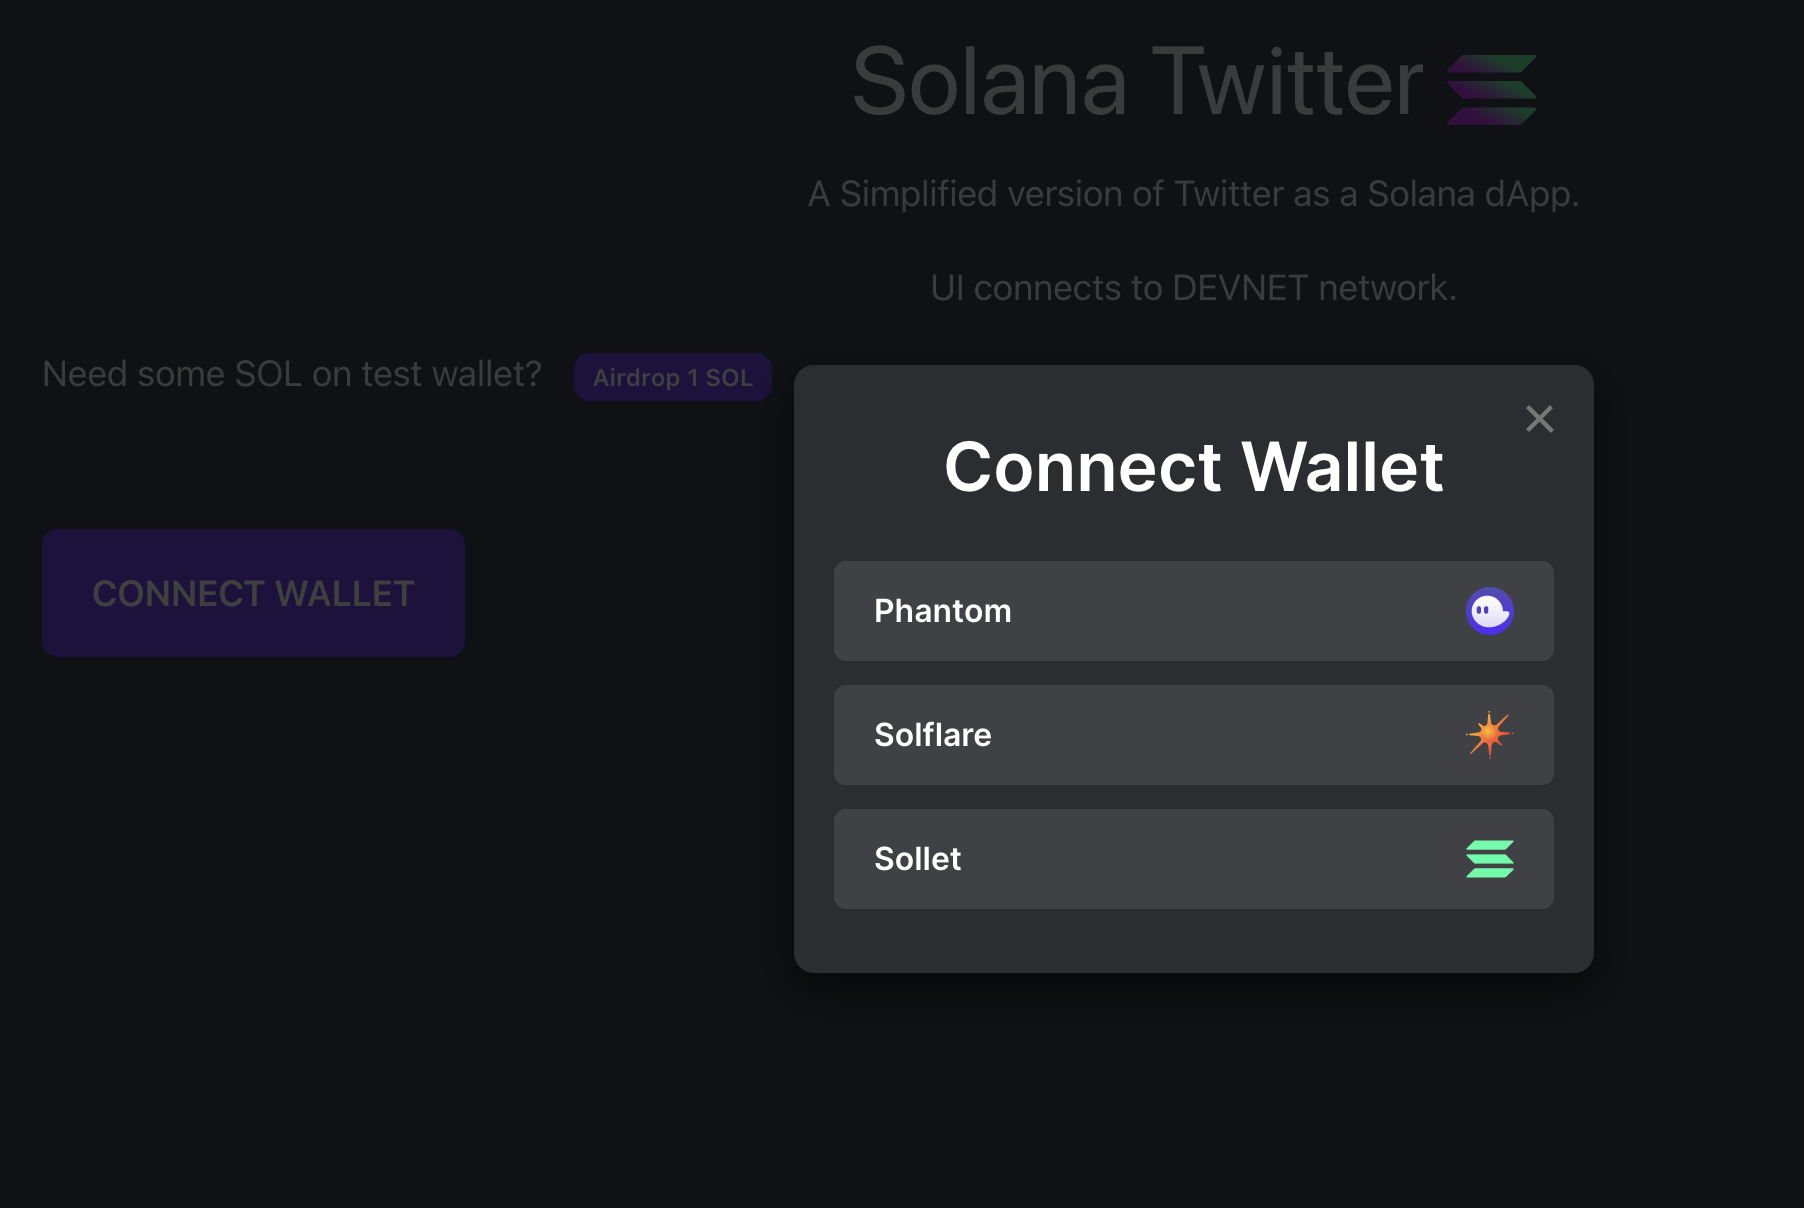 Solana Twitter
A Simplified version of Twitter as a Solana dApp.
UI connects to DEVNET network.
Need some SOL on test wallet?
Airdrop 1 SOL
CONNECT WALLET
Connect Wallet
Phantom
Solflare
Sollet